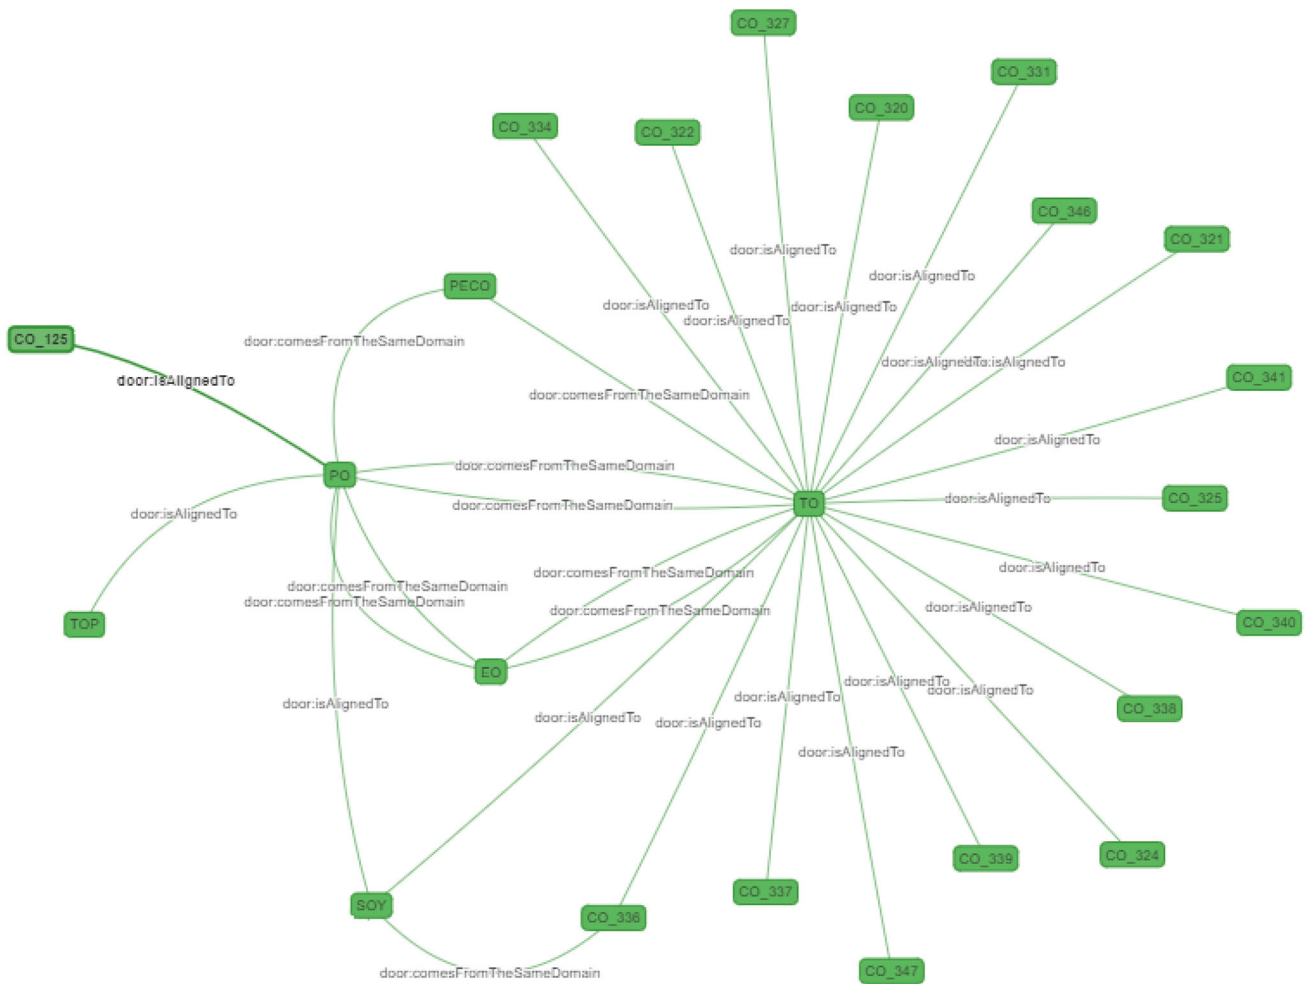 CO_327
CO_331
CO_320
CO_334
CO_322
CO_346
CO_321
door:isAlignedTo
door:isAlignedTo
PECO
door:isAlignedTo
door:isAlignedTo
door:isAlignedTo
CO_125
door:comesFromTheSameDomain
door:isAlignedTo
door:isAlignedTo
CO_341
door:isAlignedTo
door:comesFromTheSameDomain
door:isAlignedTo
door:comesFromTheSameDomain
PO
door:isAlignedTo
CO_325
TO
door:comesFromTheSameDomain
door:isAlignedTo
door:isAlignedTo
door:comesFromTheSameDomain
door:comesFromTheSameDomain
door:comesFromTheSameDomain
door:isAlignedTo
door:comesFromTheSameDomain
TOP
CO_340
EO
door:isAlignedTo
door:isAlignedTo
door:isAlignedTo
door:isAlignedTo
CO_338
door:isAlignedTo
door:isAlignedTo
door:isAlignedTo
CO_324
CO_339
CO_337
SOY
CO_336
door:comesFromTheSameDomain
CO_347